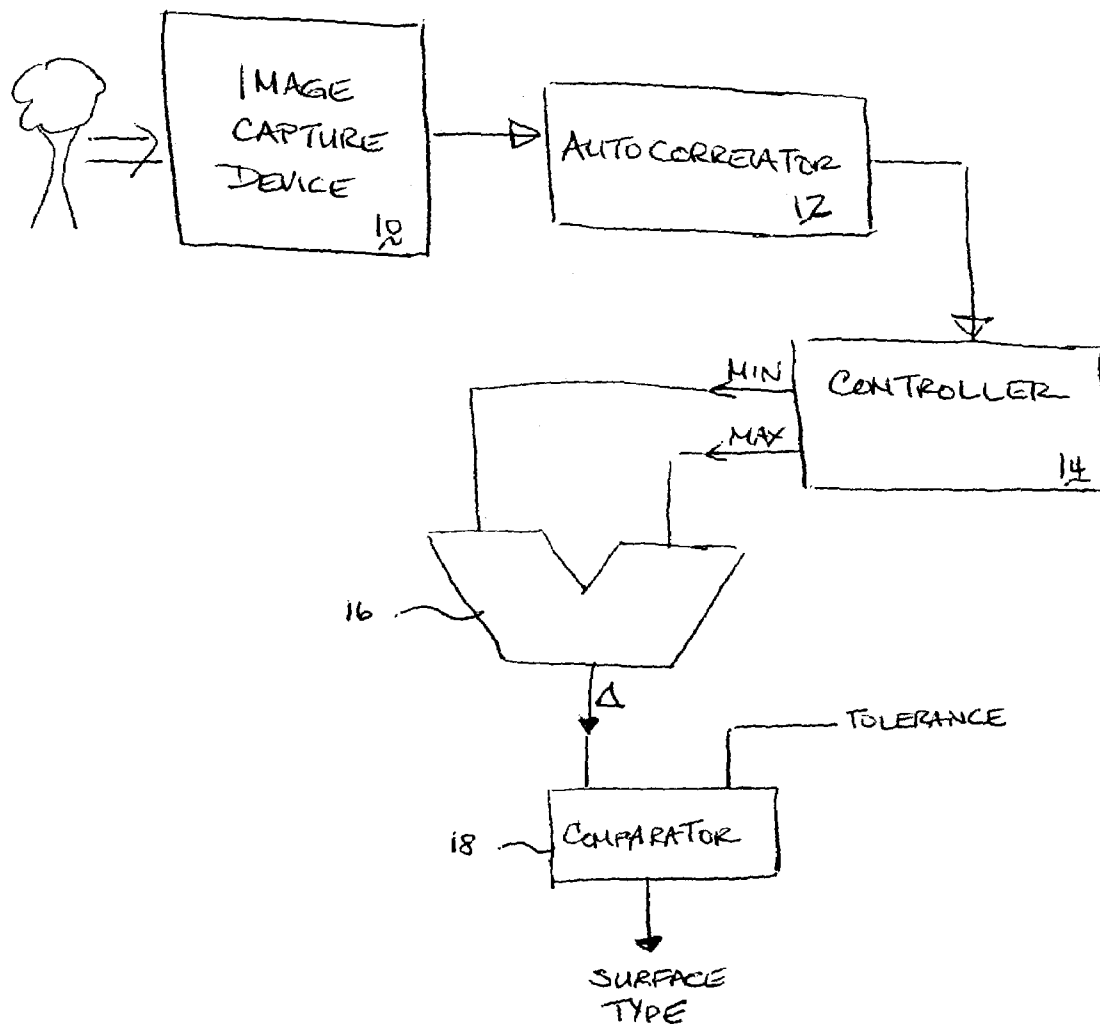 IMAGE
CAPTURE
DEVICE
10
AUTOCORRELATOR
12
MIN
CONTROLLER
MAX
14
16
Δ
TOLERANCE
18
COMPARATOR
SURFACE
TYPE